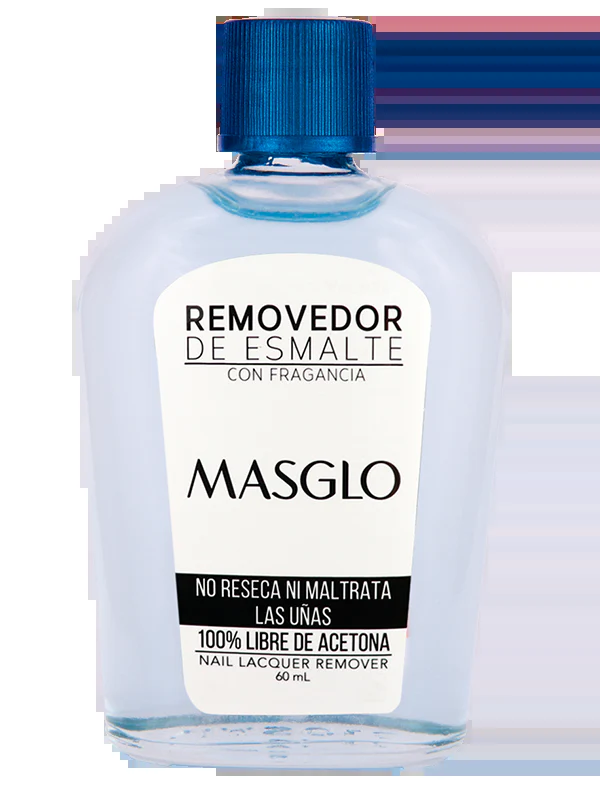 REMOVEDOR
DE ESMALTE
CON FRAGANCIA
MASGLO
NO RESECA NI MALTRATA
LAS UÑAS
100% LIBRE DE ACETONA
NAIL LACQUER REMOVER
60 mL